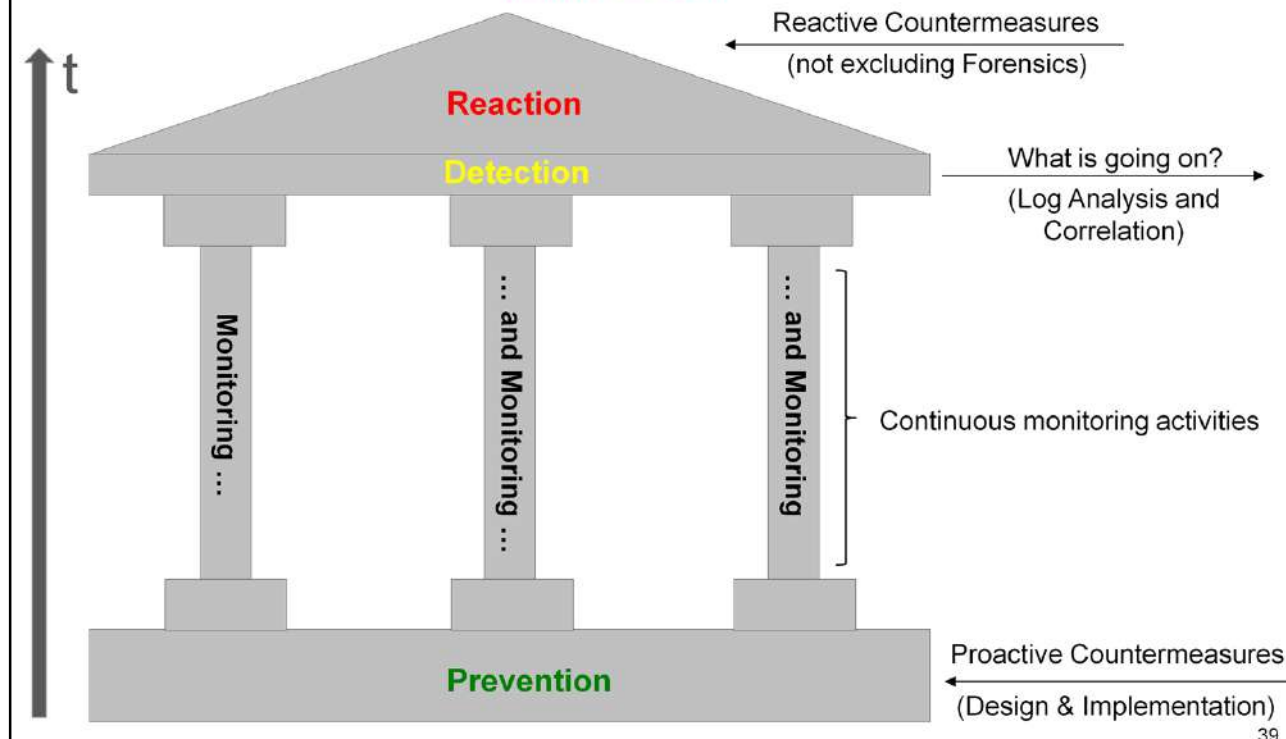 Reactive Countermeasures
(not excluding Forensics)
t
Reaction
Detection
What is going on?
(Log Analysis and
Correlation)
Monitoring ...
.... and Monitoring ...
.... and Monitoring
Continuous monitoring activities
Prevention
Proactive Countermeasures
(Design & Implementation)
39